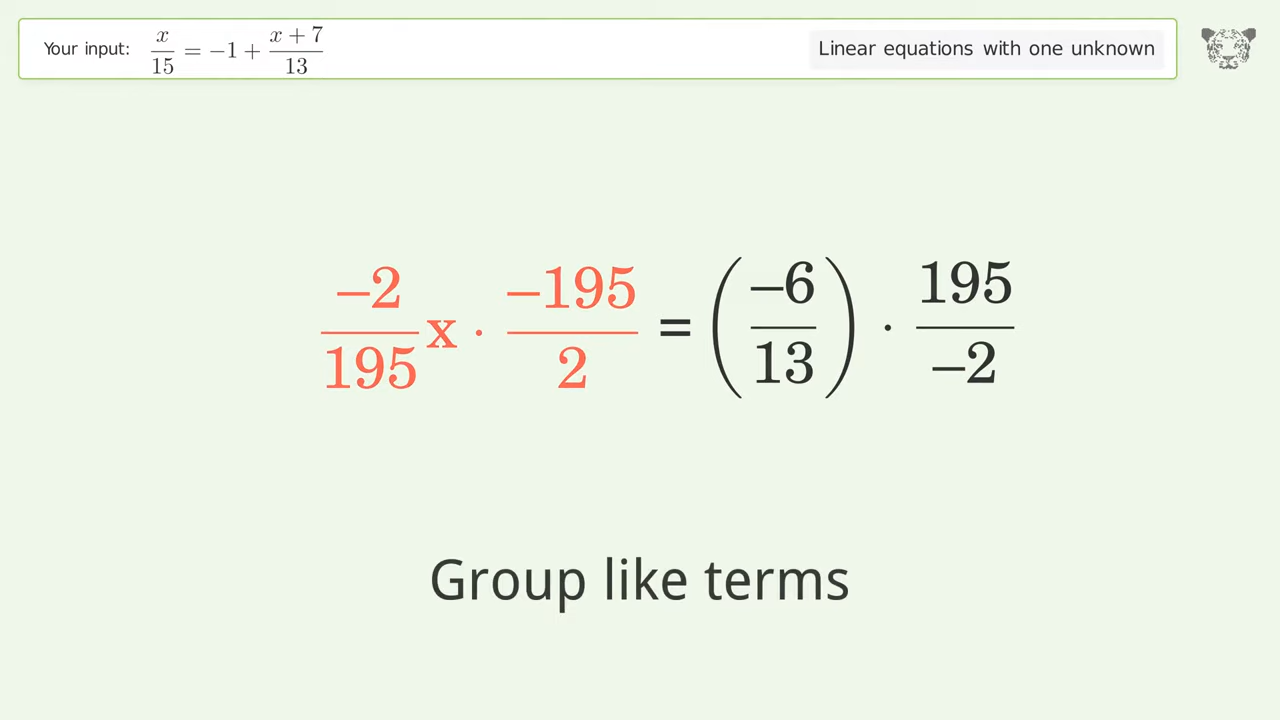 Your input: x/15 = −1 + (x + 7)/13
Linear equations with one unknown
−2/195 x · −195/2 = (−6/13) · 195/−2
Group like terms